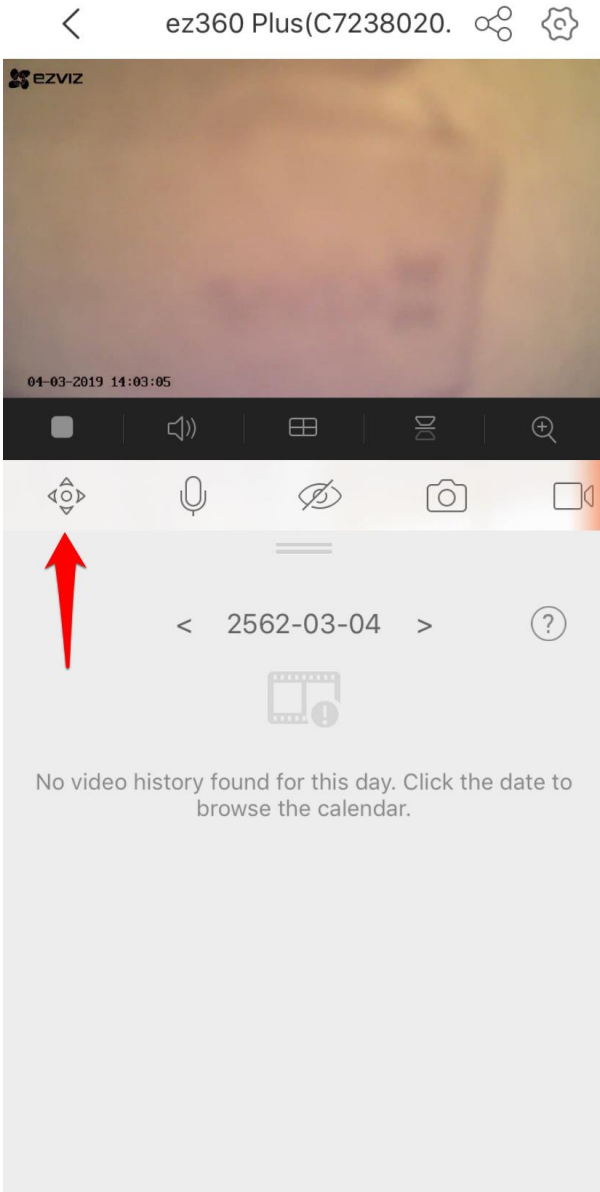 ez360 Plus(C7238020.
ezviz
04-03-2019 14:03:05
< 2562-03-04 > ?
No video history found for this day. Click the date to
browse the calendar.